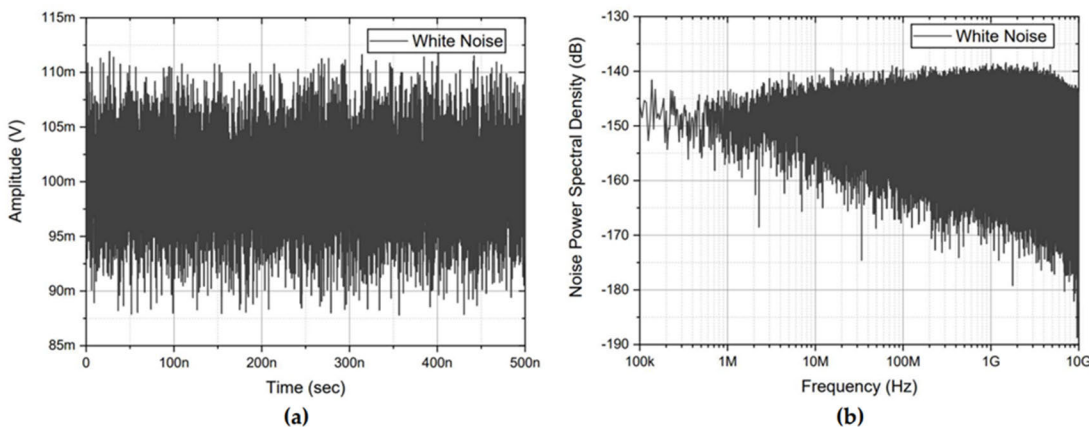 115m
110m
105m
100m
95m
90m
85m
Amplitude (V)
White Noise
0
100n
200n
300n
400n
500n
Time (sec)
(a)
-130
-140
-150
-160
-170
-180
-190
Noise Power Spectral Density (dB)
White Noise
100k
1M
10M
100M
1G
10G
Frequency (Hz)
(b)